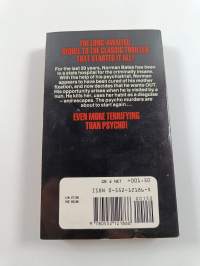 THE LONG-AWAITED
SEQUEL TO THE CLASSIC THRILLER
THAT STARTED IT ALL!
For the last 20 years, Norman Bates has been
in a state hospital for the criminally insane.
With the help of his psychiatrist, Norman
appears to have been cured of his mother
fixation, and now decides that he wants OUT.
His opportunity arises when he is visited by a nun.
He kills her, uses her habit as a disguise
– and escapes. The psycho murders
are about to start again...
EVEN MORE TERRIFYING
THAN PSYCHO!
ISBN 0-552-12186-9